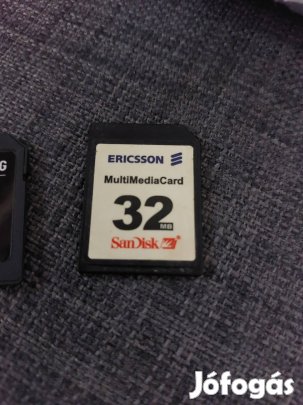 G
ERICSSON
MultiMediaCard
32 MB
SanDisk
Jófogás